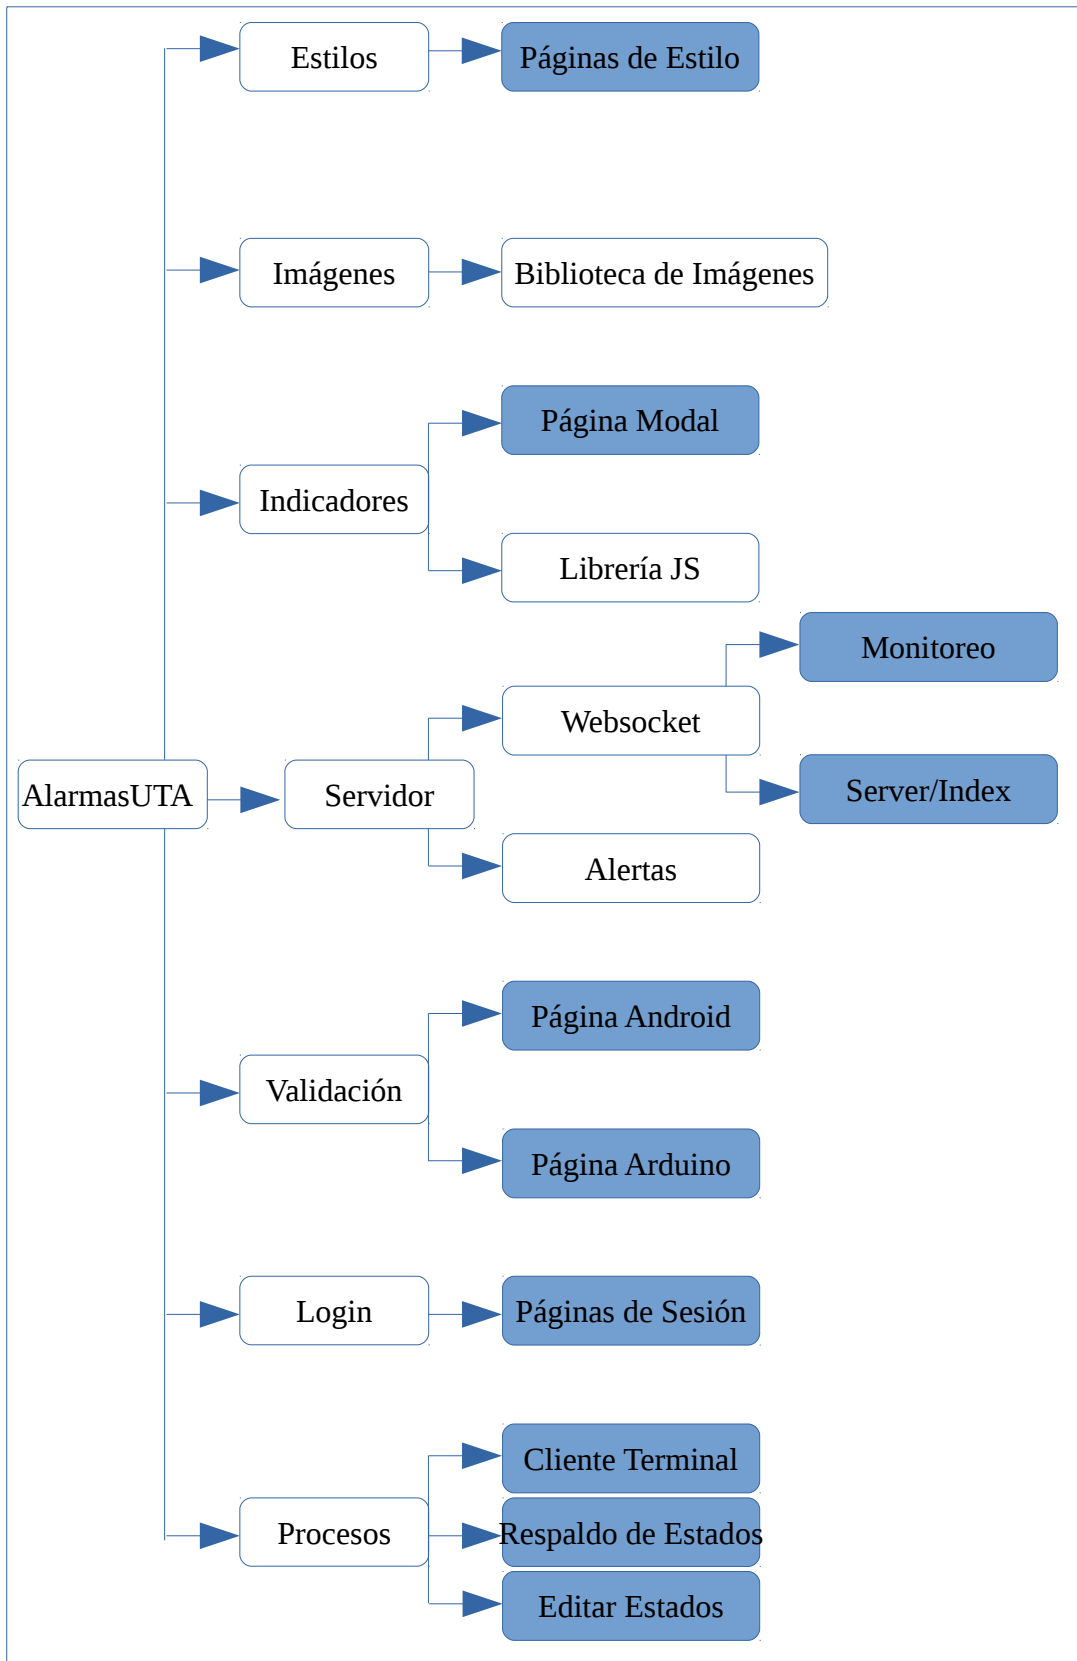 Estilos
Páginas de Estilo
Imágenes
Biblioteca de Imágenes
Página Modal
Indicadores
Librería JS
Monitoreo
Websocket
AlarmasUTA
Servidor
Server/Index
Alertas
Página Android
Validación
Página Arduino
Login
Páginas de Sesión
Cliente Terminal
Procesos
Respaldo de Estados
Editar Estados